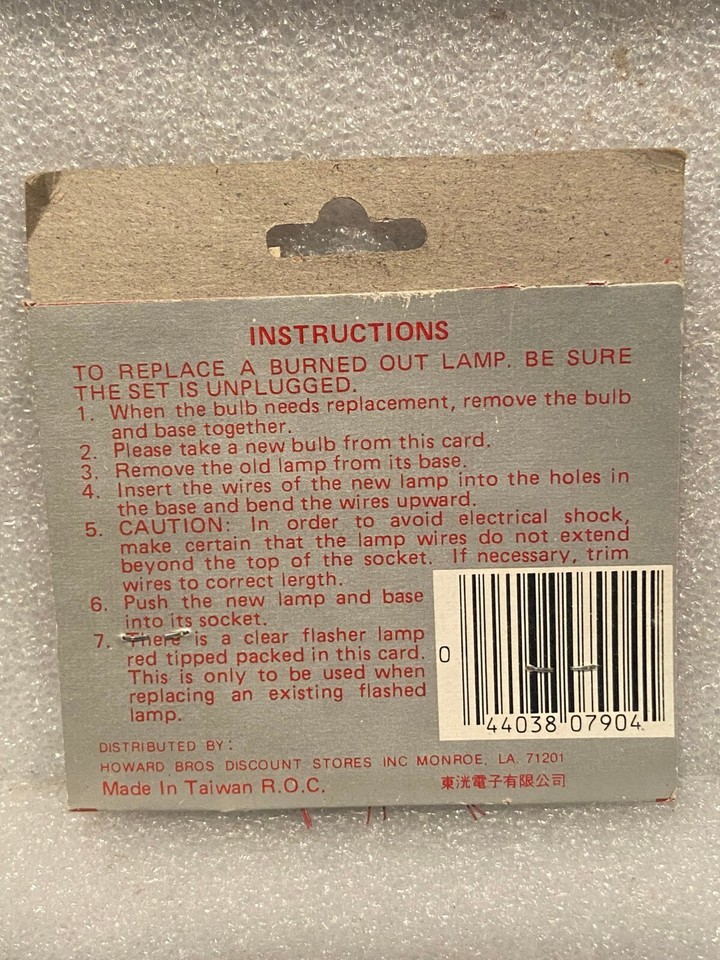 INSTRUCTIONS
TO REPLACE A BURNED OUT LAMP. BE SURE
THE SET IS UNPLUGGED.
1. When the bulb needs replacement, remove the bulb
and base together.
2. Please take a new bulb from this card.
3. Remove the old lamp from its base.
4. Insert the wires of the new lamp into the holes in
the base and bend the wires upward.
5. CAUTION: In order to avoid electrical shock,
make certain that the lamp wires do not extend
beyond the top of the socket. If necessary, trim
wires to correct lergth.
6. Push the new lamp and base
into its socket.
7. There is a clear flasher lamp
red tipped packed in this card.
This is only to be used when
replacing an existing flashed
lamp.
0
44038 07904
DISTRIBUTED BY:
HOWARD BROS DISCOUNT STORES INC MONROE, LA. 71201
Made In Taiwan R.O.C. 東洸電子有限公司